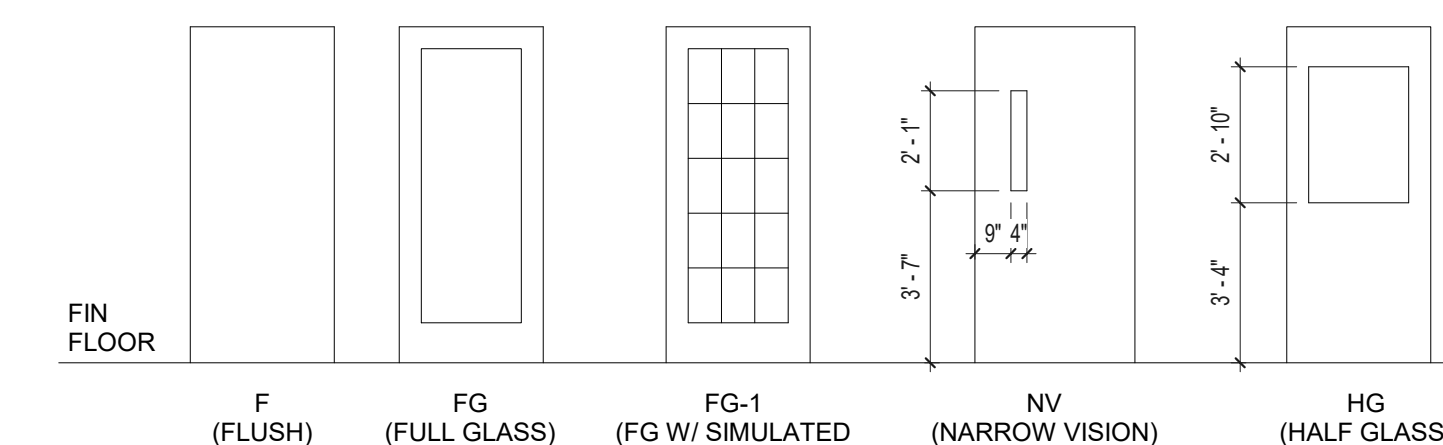 2' - 1"
2' - 10"
9" 4"
3' - 7"
3' - 4"
FIN
FLOOR
F
(FLUSH)
FG
(FULL GLASS)
FG-1
(FG W/ SIMULATED
NV
(NARROW VISION)
HG
(HALF GLASS